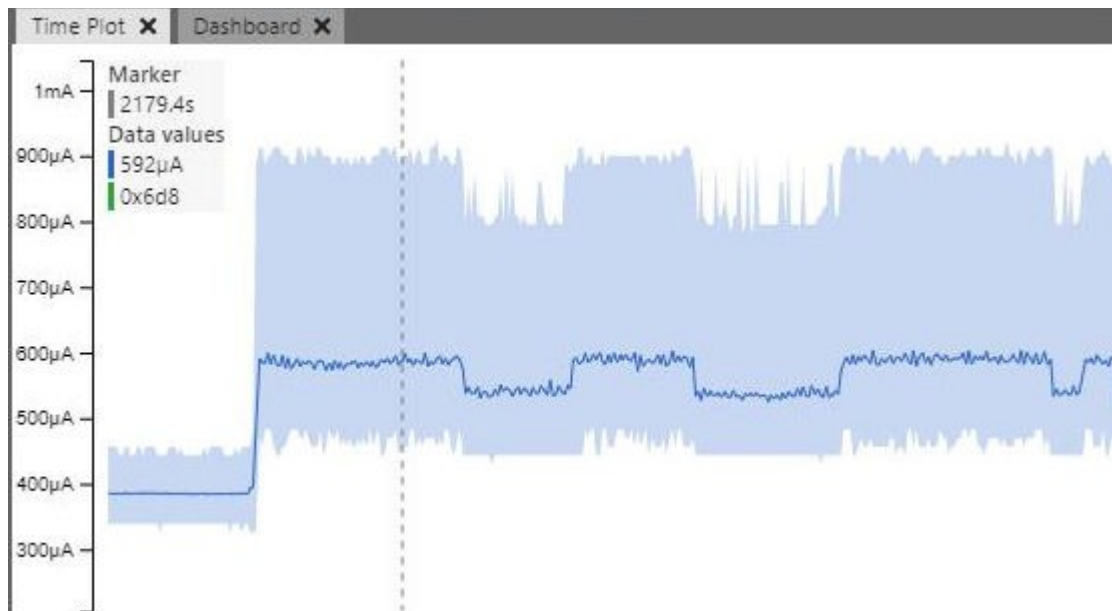 Time Plot ✕ Dashboard ✕
Marker
2179.4s
Data values
592µA
0x6d8
1mA
900µA
800µA
700µA
600µA
500µA
400µA
300µA